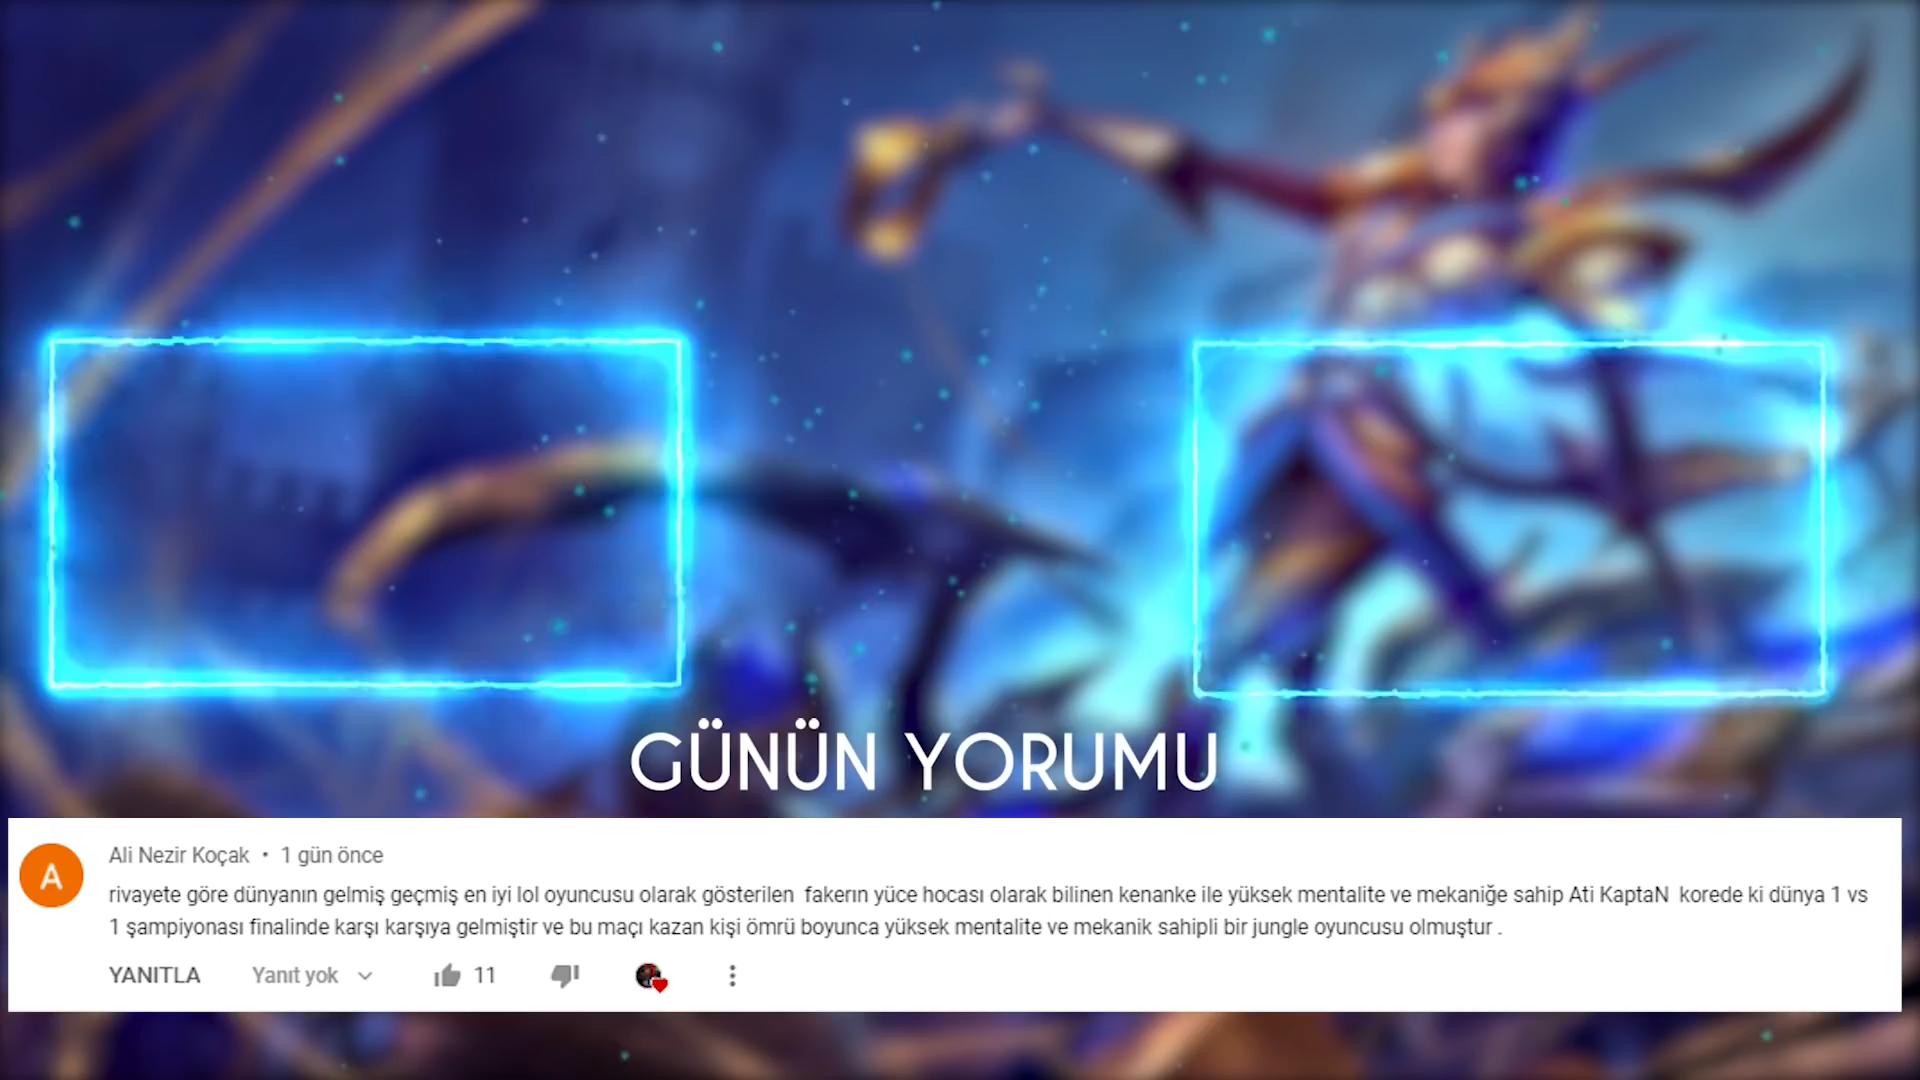 GÜNÜN YORUMU
A
Ali Nezir Koçak • 1 gün önce
rivayete göre dünyanın gelmiş geçmiş en iyi lol oyuncusu olarak gösterilen fakerın yüce hocası olarak bilinen kenanke ile yüksek mentalite ve mekaniğe sahip Ati KaptaN korede ki dünya 1 vs
1 şampiyonası finalinde karşı karşıya gelmiştir ve bu maçı kazan kişi ömrü boyunca yüksek mentalite ve mekanik sahipli bir jungle oyuncusu olmuştur .
YANITLA Yanıt yok 11